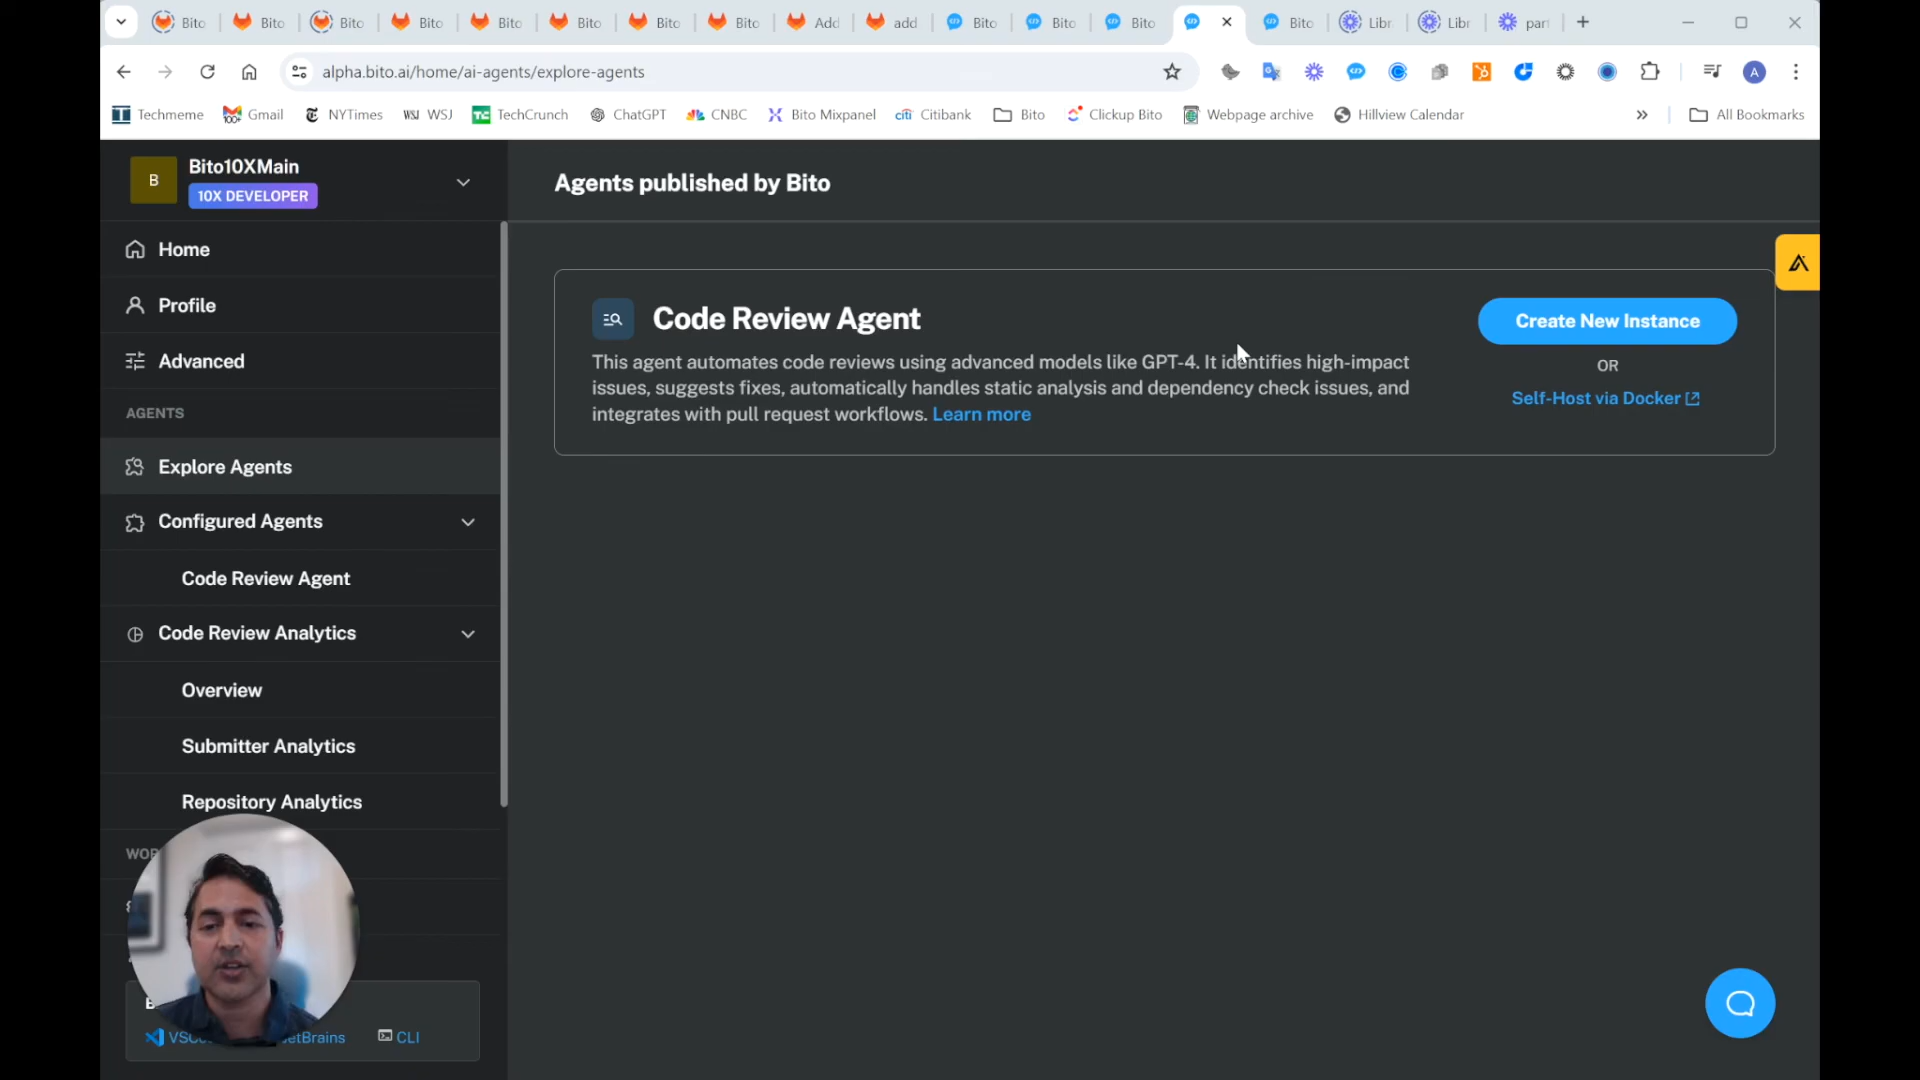 Bito
Bito
Bito
Bito
Bito
Bito
Bito
Bito
Add
add
Bito
Bito
Bito
Bito
Libr
Libr
part
alpha.bito.ai/home/ai-agents/explore-agents
A
Techmeme
100+
Gmail
NYTimes
WSJ
WSJ
TC
TechCrunch
ChatGPT
CNBC
Bito Mixpanel
citi
Citibank
Bito
Clickup Bito
Webpage archive
Hillview Calendar
»
All Bookmarks
B
Bito10XMain
10X DEVELOPER
Home
Profile
Advanced
AGENTS
Explore Agents
Configured Agents
Code Review Agent
Code Review Analytics
Overview
Submitter Analytics
Repository Analytics
CLI
Agents published by Bito
Code Review Agent
This agent automates code reviews using advanced models like GPT-4. It identifies high-impact
issues, suggests fixes, automatically handles static analysis and dependency check issues, and
integrates with pull request workflows. Learn more
Create New Instance
OR
Self-Host via Docker